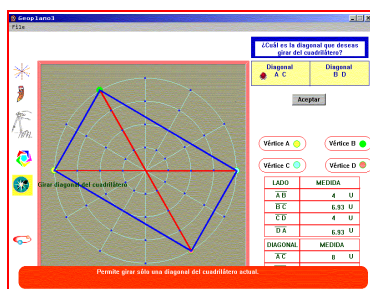 Geoplano3
File
¿Cuál es la diagonal que deseas
girar del cuadrilátero?
Diagonal
A C
Diagonal
B D
Aceptar
Vértice A
Vértice B
Vértice C
Vértice D
Girar diagonal del cuadrilátero
LADO MEDIDA
A B 4 U
B C 6.93 U
C D 4 U
D A 6.93 U
DIAGONAL MEDIDA
A C 8 U
Permite girar sólo una diagonal del cuadrilátero actual.